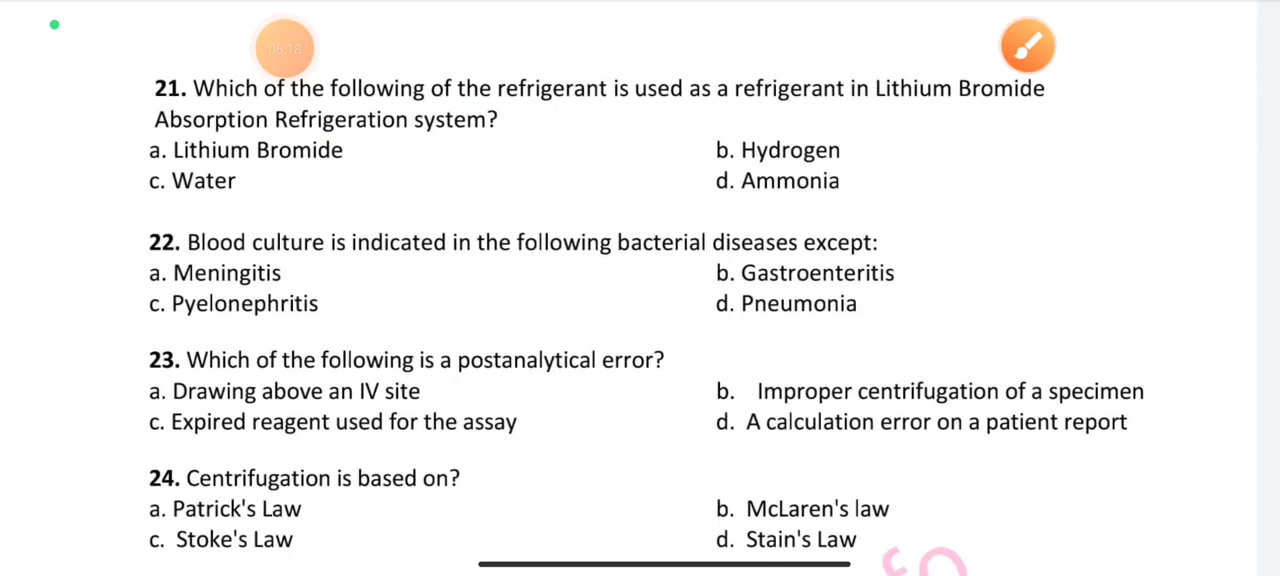 06:18
21. Which of the following of the refrigerant is used as a refrigerant in Lithium Bromide
Absorption Refrigeration system?
a. Lithium Bromide b. Hydrogen
c. Water d. Ammonia
22. Blood culture is indicated in the following bacterial diseases except:
a. Meningitis b. Gastroenteritis
c. Pyelonephritis d. Pneumonia
23. Which of the following is a postanalytical error?
a. Drawing above an IV site b. Improper centrifugation of a specimen
c. Expired reagent used for the assay d. A calculation error on a patient report
24. Centrifugation is based on?
a. Patrick's Law b. McLaren's law
c. Stoke's Law d. Stain's Law